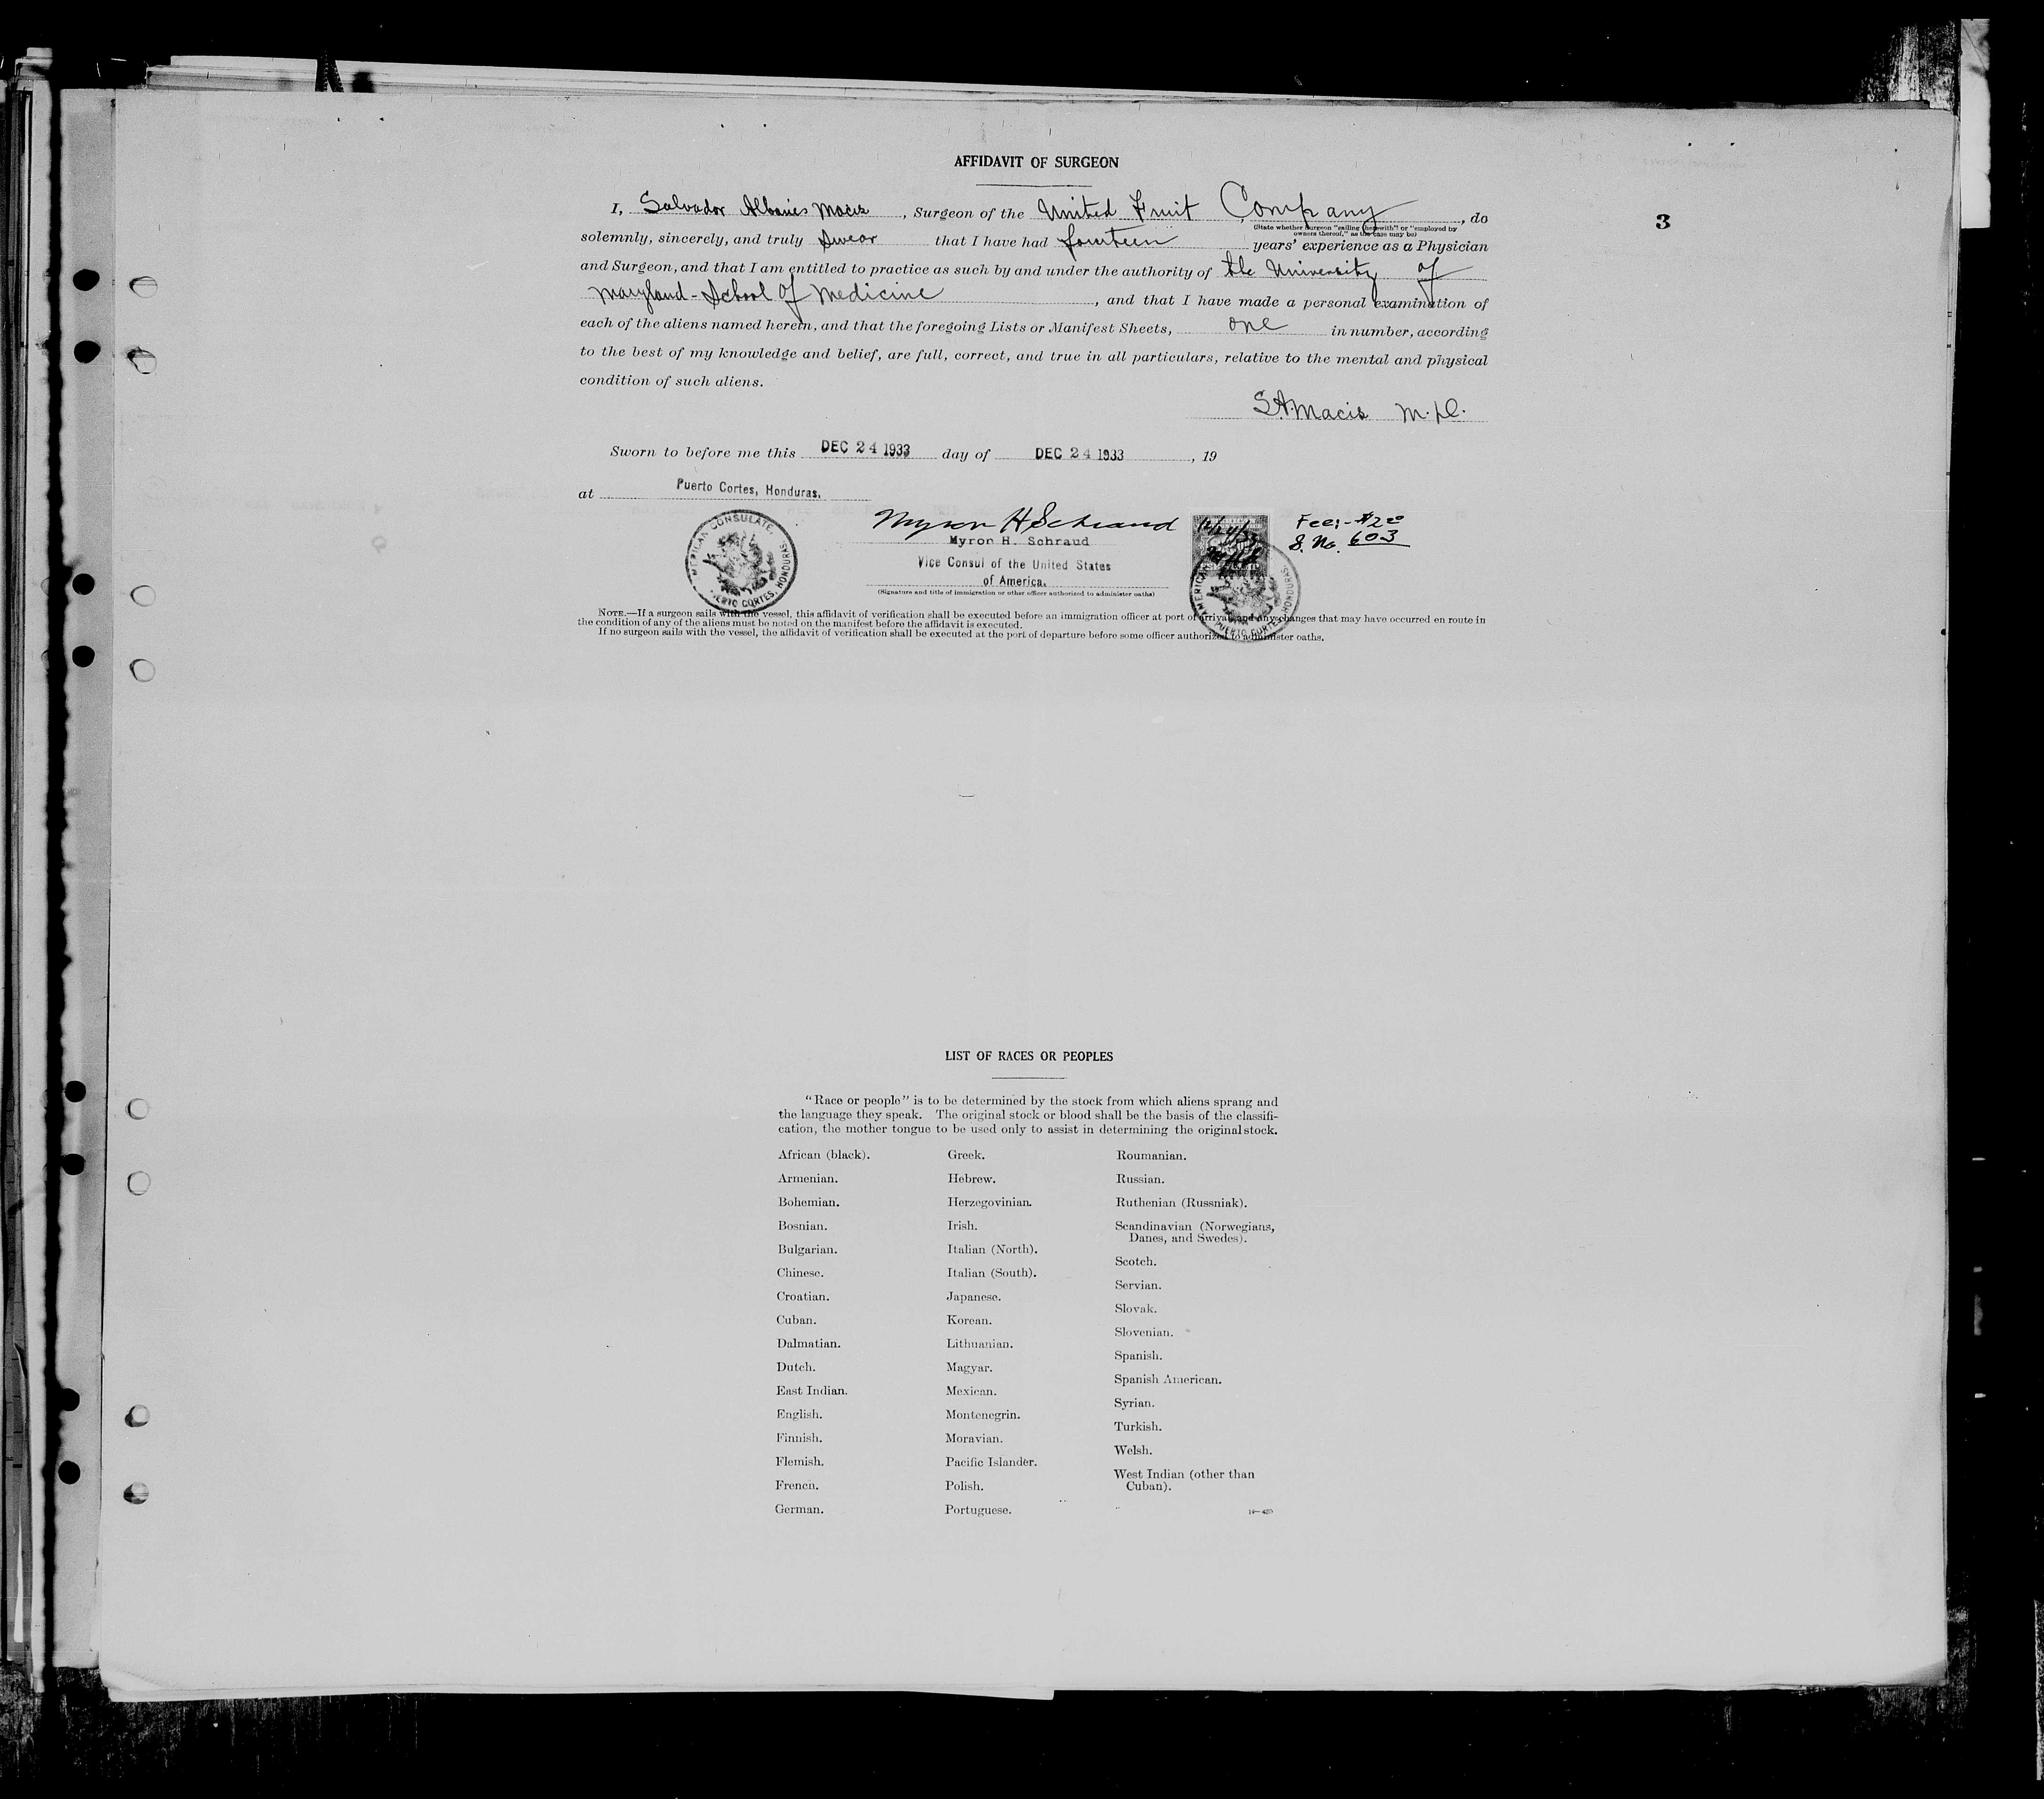 AFFIDAVIT OF SURGEON
3
I, Salvador Macis, Surgeon of the United Fruit Company, do
(State whether Surgeon "sailing therewith" or "employed by
owners thereof," as the case may be)
solemnly, sincerely, and truly swear that I have had fourteen years' experience as a Physician
and Surgeon, and that I am entitled to practice as such by and under the authority of the University of
Maryland - School of Medicine, and that I have made a personal examination of
each of the aliens named herein, and that the foregoing Lists or Manifest Sheets, one in number, according
to the best of my knowledge and belief, are full, correct, and true in all particulars, relative to the mental and physical
condition of such aliens.
S.A. Macis M.D.
Sworn to before me this DEC 24 1933 day of DEC 24 1933, 19
at Puerto Cortes, Honduras.
AMERICAN CONSULATE, PUERTO CORTES, HONDURAS.
Myron H Schraud
Myron H. Schraud
Vice Consul of the United States
of America.
(Signature and title of immigration or other officer authorized to administer oaths)
12/24/33
AMERICAN PUERTO CORTES, HONDURAS.
Fee:- $2.00
S. No. 603
NOTE.—If a surgeon sails with the vessel, this affidavit of verification shall be executed before an immigration officer at port of arrival, and any changes that may have occurred en route in
the condition of any of the aliens must be noted on the manifest before the affidavit is executed.
If no surgeon sails with the vessel, the affidavit of verification shall be executed at the port of departure before some officer authorized to administer oaths.
LIST OF RACES OR PEOPLES
"Race or people" is to be determined by the stock from which aliens sprang and
the language they speak. The original stock or blood shall be the basis of the classifi-
cation, the mother tongue to be used only to assist in determining the original stock.
African (black).
Armenian.
Bohemian.
Bosnian.
Bulgarian.
Chinese.
Croatian.
Cuban.
Dalmatian.
Dutch.
East Indian.
English.
Finnish.
Flemish.
French.
German.
Greek.
Hebrew.
Herzegovinian.
Irish.
Italian (North).
Italian (South).
Japanese.
Korean.
Lithuanian.
Magyar.
Mexican.
Montenegrin.
Moravian.
Pacific Islander.
Polish.
Portuguese.
Roumanian.
Russian.
Ruthenian (Russniak).
Scandinavian (Norwegians,
Danes, and Swedes).
Scotch.
Servian.
Slovak.
Slovenian.
Spanish.
Spanish American.
Syrian.
Turkish.
Welsh.
West Indian (other than
Cuban).